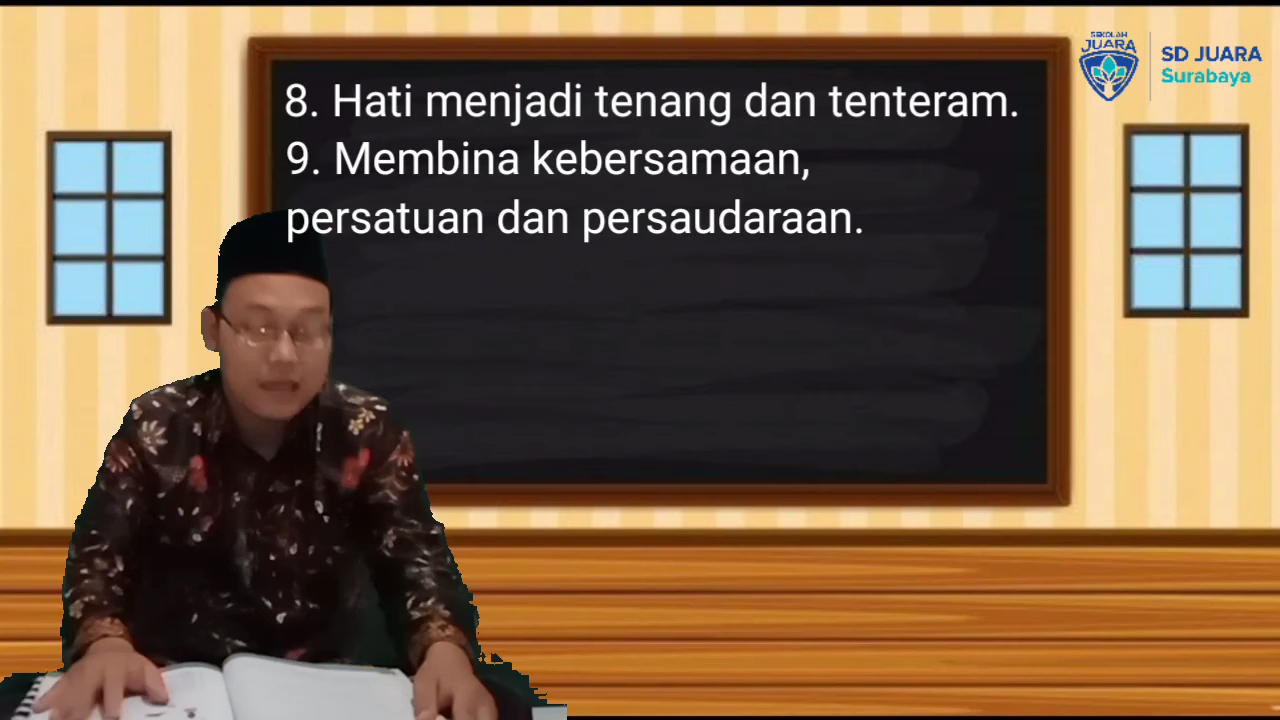 8. Hati menjadi tenang dan tenteram.
9. Membina kebersamaan,
persatuan dan persaudaraan.
SEKOLAH
JUARA
SD JUARA
Surabaya